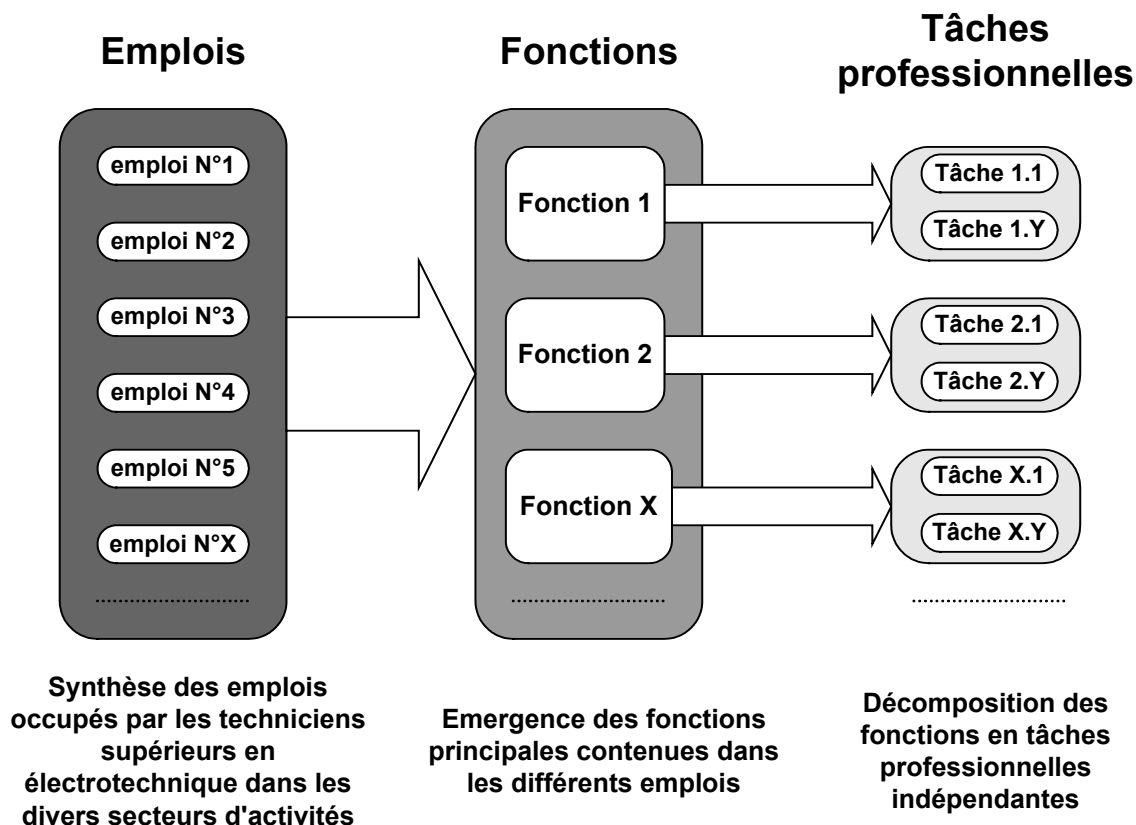 Emplois
emploi N°1
emploi N°2
emploi N°3
emploi N°4
emploi N°5
emploi N°X
Synthèse des emplois
occupés par les techniciens
supérieurs en
électrotechnique dans les
divers secteurs d'activités
Fonctions
Fonction 1
Fonction 2
Fonction X
Emergence des fonctions
principales contenues dans
les différents emplois
Tâches
professionnelles
Tâche 1.1
Tâche 1.Y
Tâche 2.1
Tâche 2.Y
Tâche X.1
Tâche X.Y
Décomposition des
fonctions en tâches
professionnelles
indépendantes